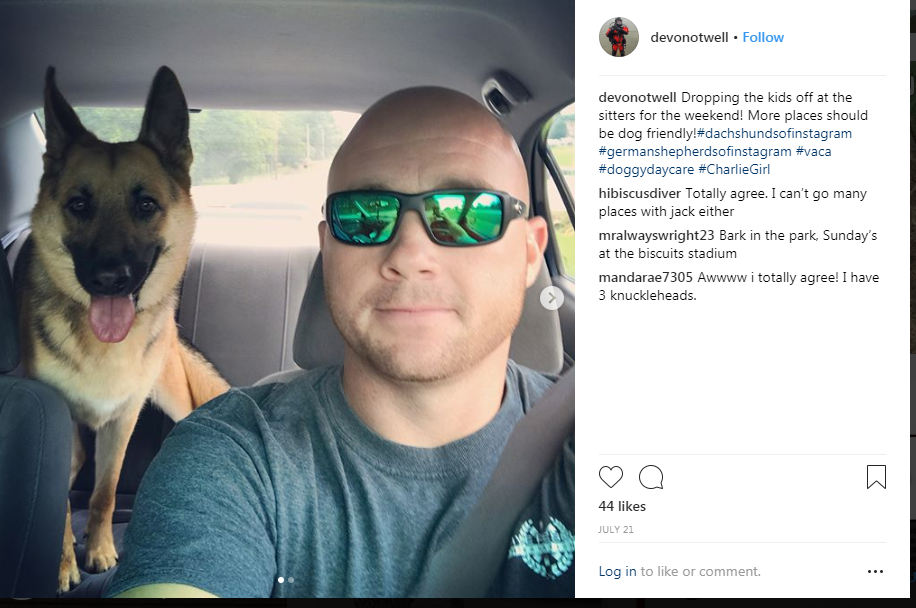 devonotwell • Follow
devonotwell Dropping the kids off at the
sitters for the weekend! More places should
be dog friendly!#dachshundsofinstagram
#germanshepherdsofinstagram #vaca
#doggydaycare #CharlieGirl
hibiscusdiver Totally agree. I can’t go many
places with jack either
mralwayswright23 Bark in the park, Sunday’s
at the biscuits stadium
mandarae7305 Awwww i totally agree! I have
3 knuckleheads.
44 likes
JULY 21
Log in to like or comment.